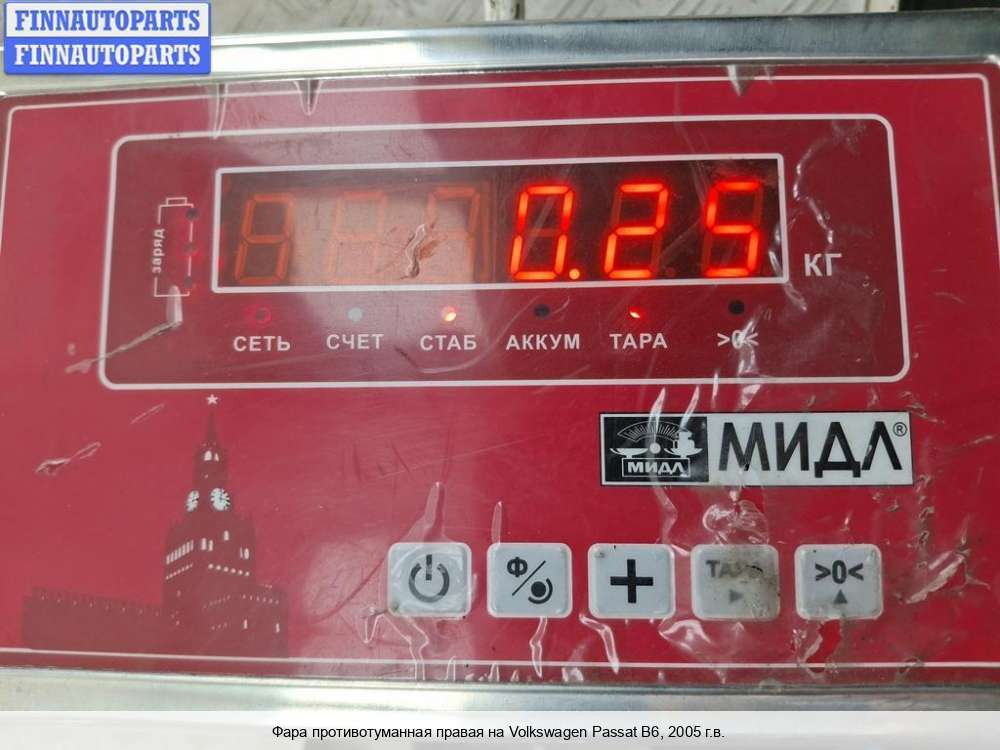 FINNAUTOPARTS
FINNAUTOPARTS
заряд
0.25
КГ
СЕТЬ СЧЕТ СТАБ АККУМ ТАРА >0<
МИДЛ МИДЛ®
Ф + >0<
Фара противотуманная правая на Volkswagen Passat B6, 2005 г.в.